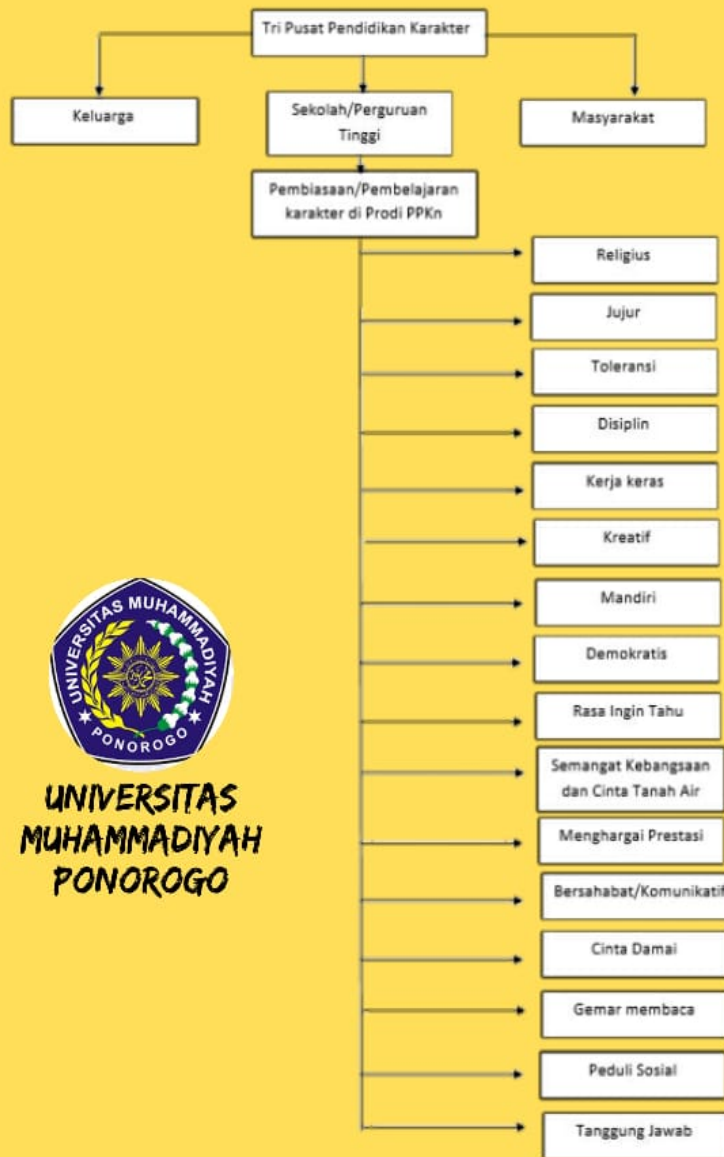 Tri Pusat Pendidikan Karakter
Keluarga
Sekolah/Perguruan
Tinggi
Masyarakat
Pembiasaan/Pembelajaran
karakter di Prodi PPKn
Religius
Jujur
Toleransi
Disiplin
Kerja keras
Kreatif
Mandiri
Demokratis
Rasa Ingin Tahu
Semangat Kebangsaan
dan Cinta Tanah Air
Menghargai Prestasi
Bersahabat/Komunikatif
Cinta Damai
Gemar membaca
Peduli Sosial
Tanggung Jawab
UNIVERSITAS MUHAMMADIYAH
PONOROGO
UNIVERSITAS
MUHAMMADIYAH
PONOROGO